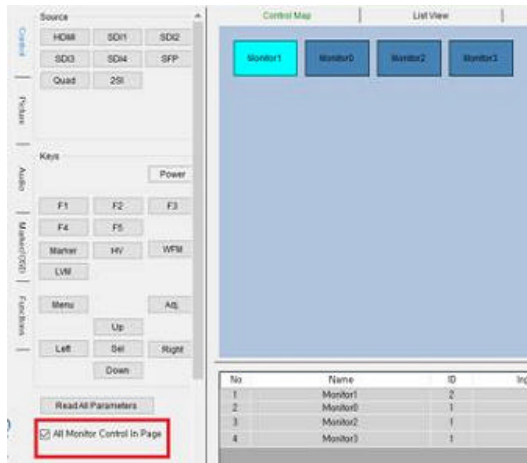 Source
HDMI SDI1 SDI2
SDI3 SDI4 SFP
Quad 2SI
Keys
Power
F1 F2 F3
F4 F5
Marker HV WFM
LVM
Menu Adj.
Up
Left Sel Right
Down
Read All Parameters
All Monitor Control In Page
Control
Picture
Audio
Marker/OSD
Functions
Control Map List View
Monitor1 Monitor0 Monitor2 Monitor3
No Name ID
1 Monitor1 2
2 Monitor0 1
3 Monitor2 1
4 Monitor3 1